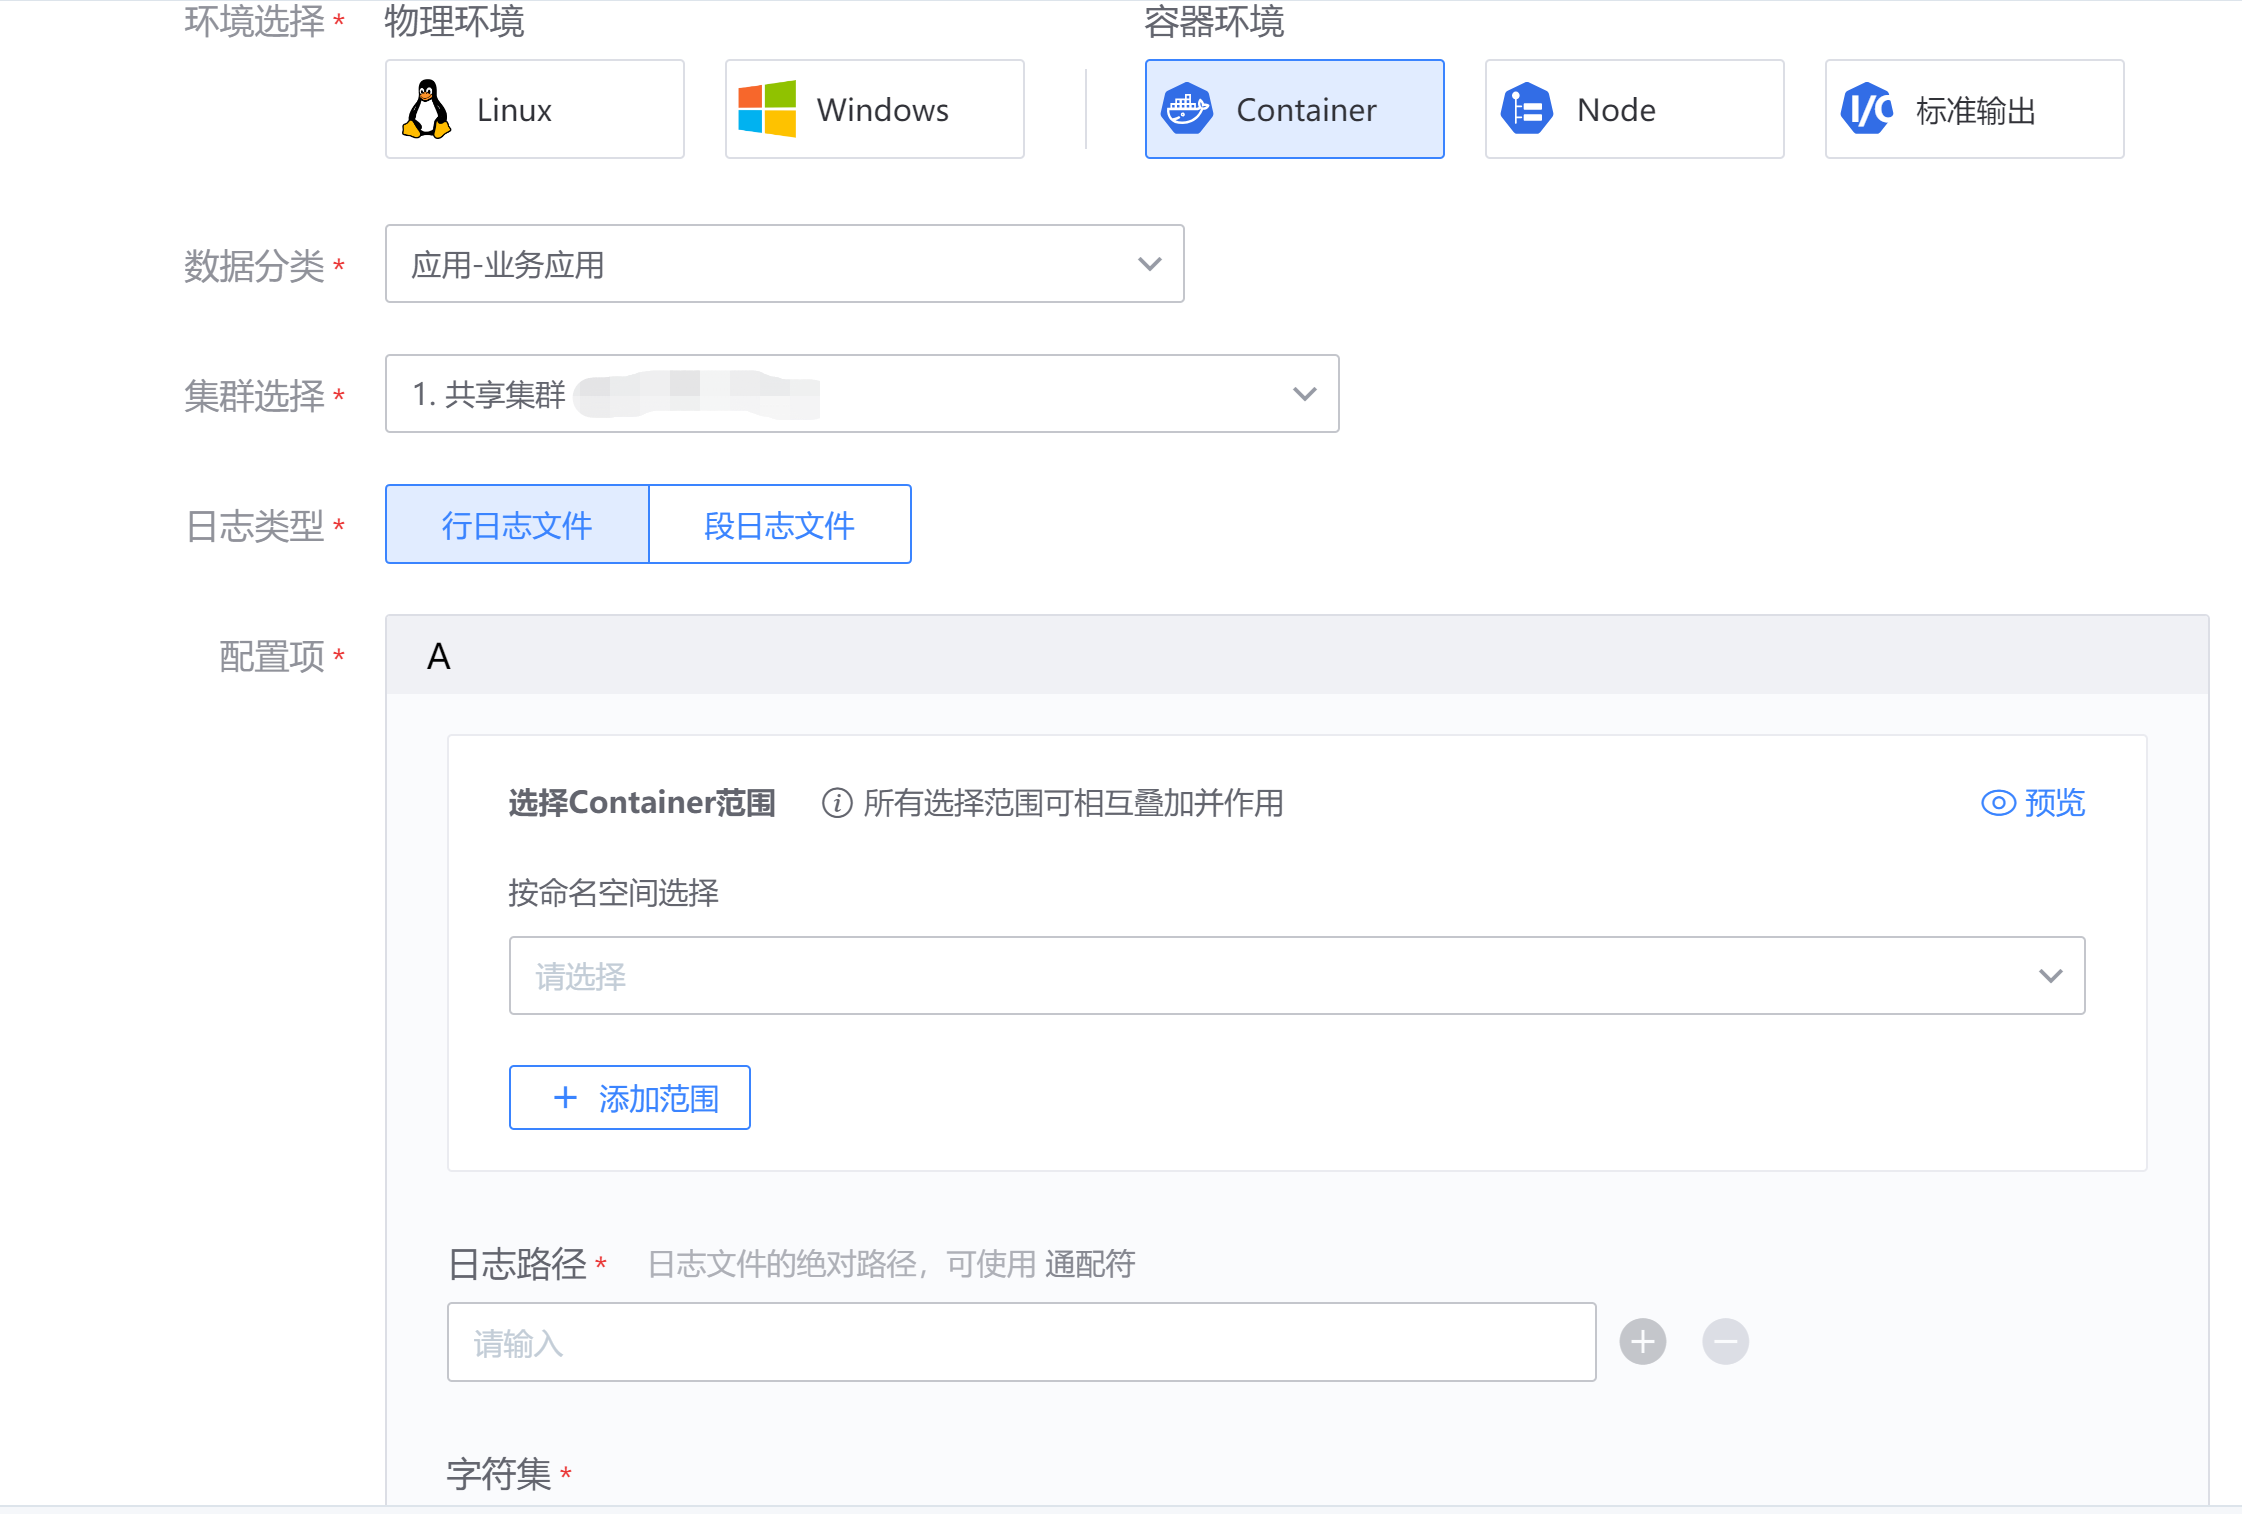 环境选择 * 物理环境 容器环境
Linux Windows Container Node 标准输出
数据分类 * 应用-业务应用
集群选择 * 1. 共享集群
日志类型 * 行日志文件 段日志文件
配置项 * A
选择Container范围 所有选择范围可相互叠加并作用 预览
按命名空间选择
请选择
+ 添加范围
日志路径 * 日志文件的绝对路径，可使用 通配符
请输入
字符集 *